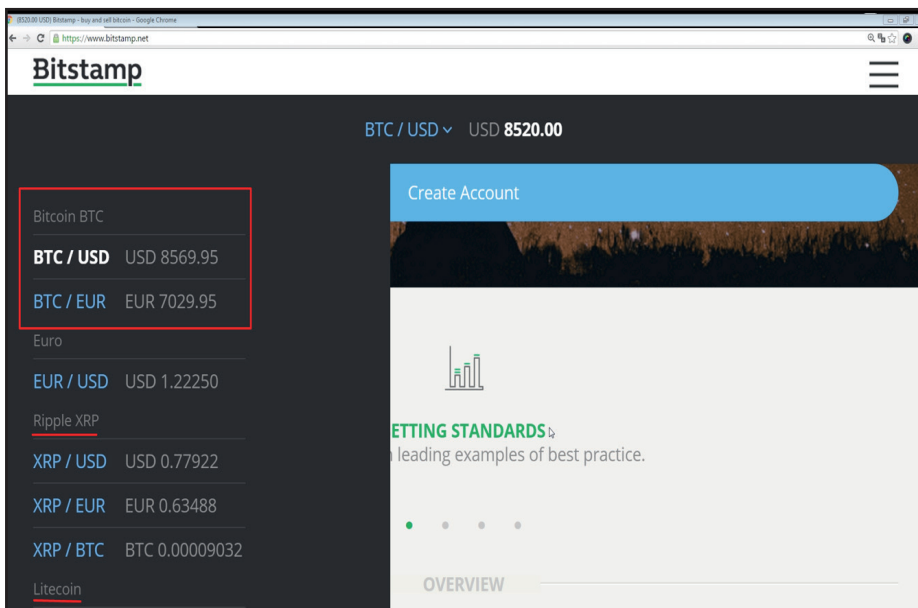 (8520.00 USD) Bitstamp - buy and sell bitcoin - Google Chrome
https://www.bitstamp.net
Bitstamp
BTC / USD USD 8520.00
Create Account
Bitcoin BTC
BTC / USD USD 8569.95
BTC / EUR EUR 7029.95
Euro
EUR / USD USD 1.22250
Ripple XRP
XRP / USD USD 0.77922
XRP / EUR EUR 0.63488
XRP / BTC BTC 0.00009032
Litecoin
ETTING STANDARDS
leading examples of best practice.
OVERVIEW